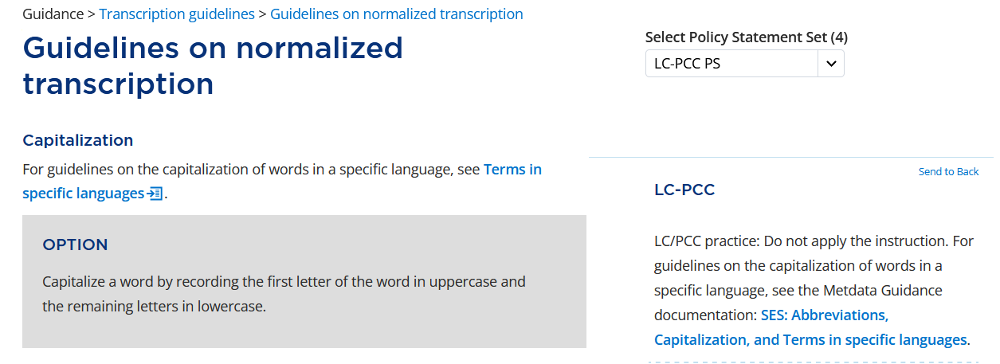 Guidance > Transcription guidelines > Guidelines on normalized transcription
Guidelines on normalized
transcription
Capitalization
For guidelines on the capitalization of words in a specific language, see Terms in
specific languages.
OPTION
Capitalize a word by recording the first letter of the word in uppercase and
the remaining letters in lowercase.
Select Policy Statement Set (4)
LC-PCC PS
Send to Back
LC-PCC
LC/PCC practice: Do not apply the instruction. For
guidelines on the capitalization of words in a
specific language, see the Metdata Guidance
documentation: SES: Abbreviations,
Capitalization, and Terms in specific languages.